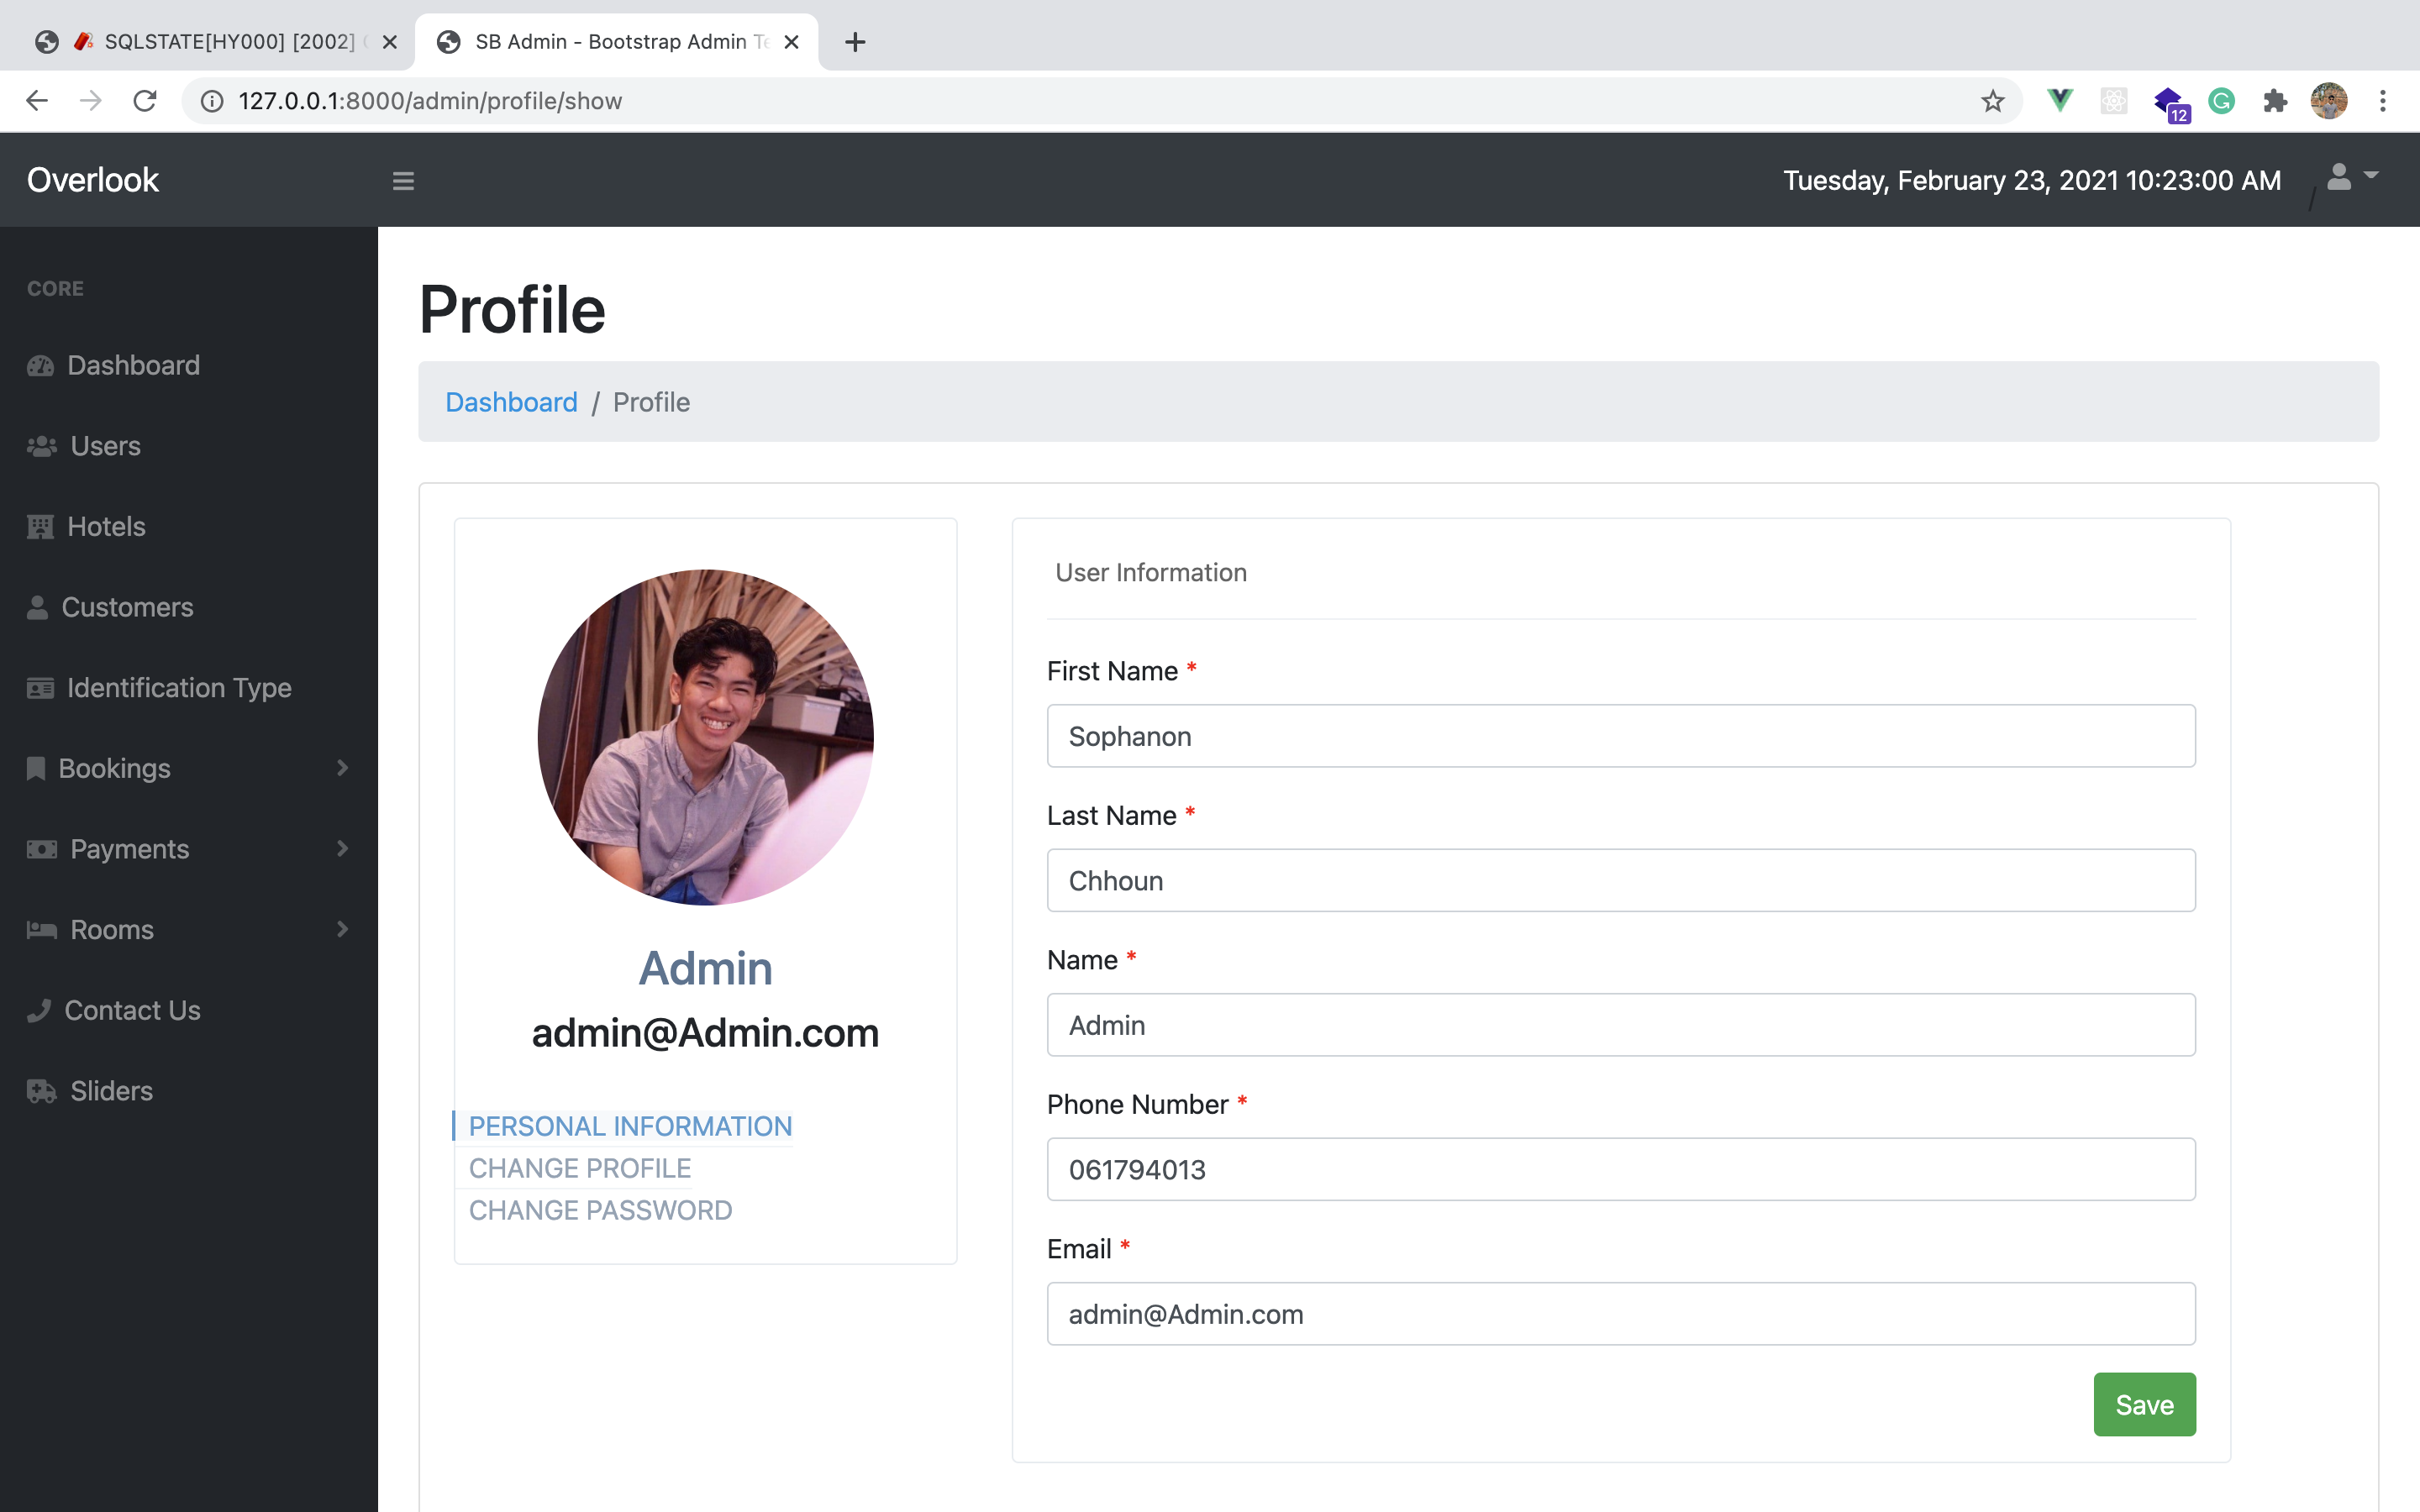 SQLSTATE[HY000] [2002]
SB Admin - Bootstrap Admin Te
127.0.0.1:8000/admin/profile/show
12
Overlook
Tuesday, February 23, 2021 10:23:00 AM
/
CORE
Dashboard
Users
Hotels
Customers
Identification Type
Bookings
Payments
Rooms
Contact Us
Sliders
Profile
Dashboard / Profile
Admin
admin@Admin.com
PERSONAL INFORMATION
CHANGE PROFILE
CHANGE PASSWORD
User Information
First Name *
Sophanon
Last Name *
Chhoun
Name *
Admin
Phone Number *
061794013
Email *
admin@Admin.com
Save